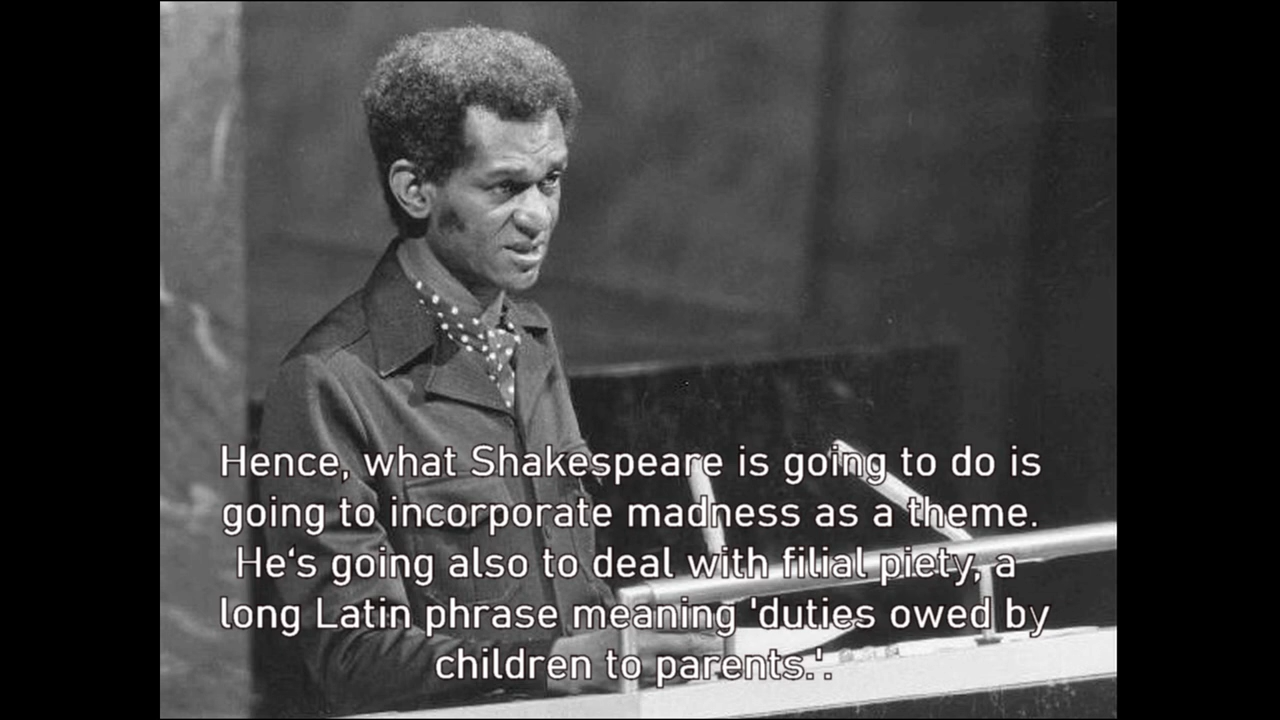 Hence, what Shakespeare is going to do is
going to incorporate madness as a theme.
He‘s going also to deal with filial piety, a
long Latin phrase meaning 'duties owed by
children to parents.'.